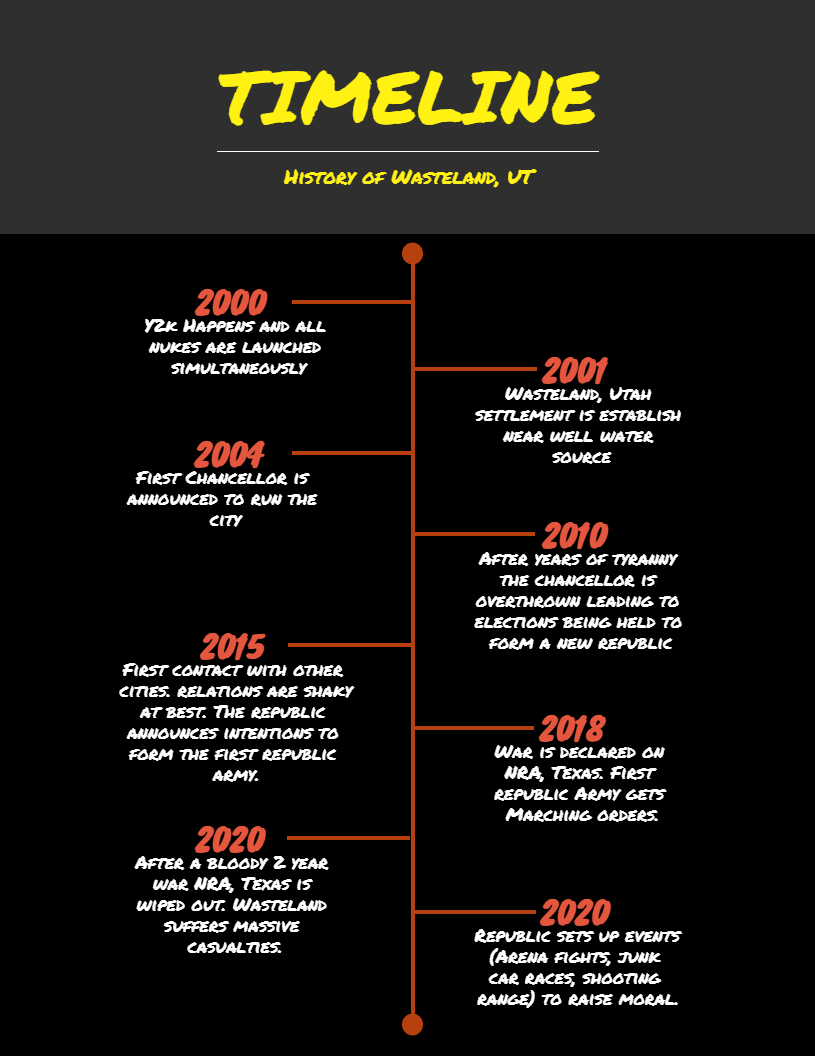 TIMELINE
History of Wasteland, UT
2000
Y2k Happens and all
nukes are launched
simultaneously
2001
Wasteland, Utah
settlement is establish
near well water
source
2004
First Chancellor is
announced to run the
city
2010
After years of tyranny
the chancellor is
overthrown leading to
elections being held to
form a new republic
2015
First contact with other
cities. relations are shaky
at best. The republic
announces intentions to
form the first republic
army.
2018
War is declared on
NRA, Texas. First
republic Army gets
Marching orders.
2020
After a bloody 2 year
war NRA, Texas is
wiped out. Wasteland
suffers massive
casualties.
2020
Republic sets up events
(Arena fights, junk
car races, shooting
range) to raise moral.